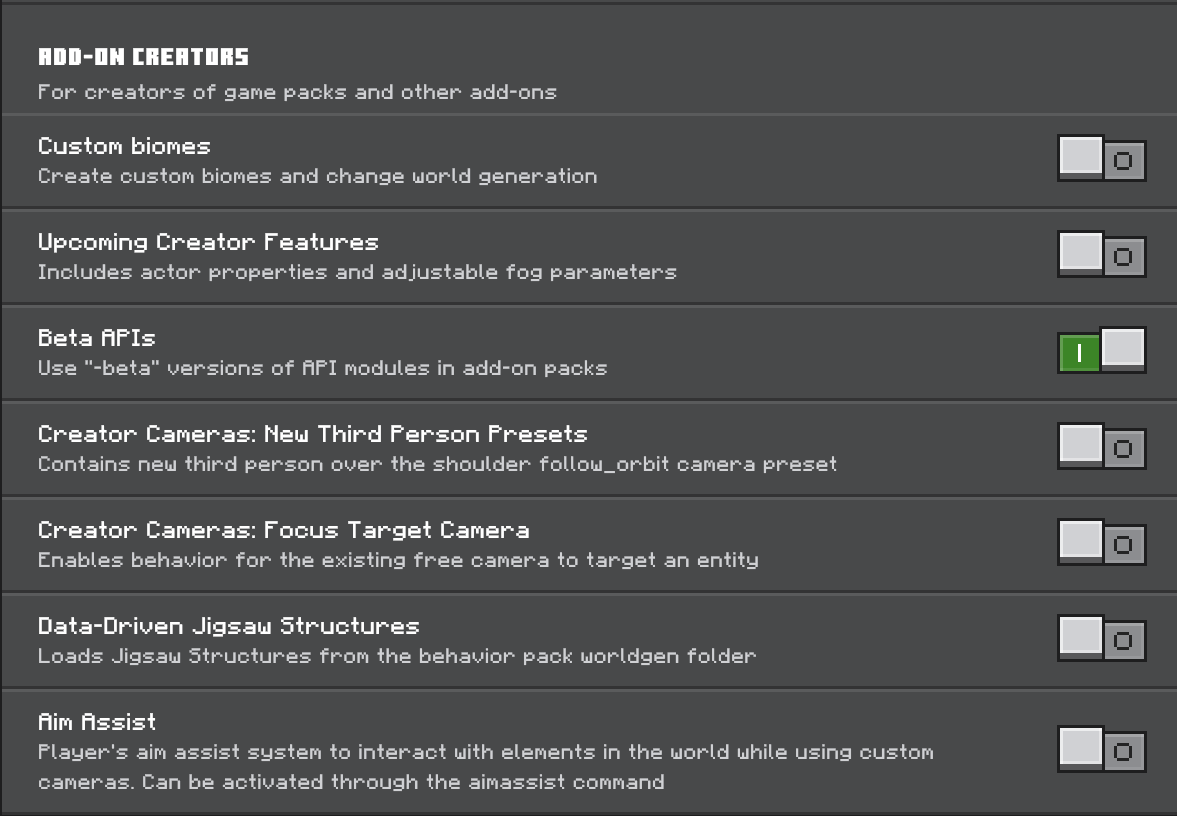 ADD-ON CREATORS
For creators of game packs and other add-ons
Custom biomes
Create custom biomes and change world generation
Upcoming Creator Features
Includes actor properties and adjustable fog parameters
Beta APIs
Use "-beta" versions of API modules in add-on packs
Creator Cameras: New Third Person Presets
Contains new third person over the shoulder follow_orbit camera preset
Creator Cameras: Focus Target Camera
Enables behavior for the existing free camera to target an entity
Data-Driven Jigsaw Structures
Loads Jigsaw Structures from the behavior pack worldgen folder
Aim Assist
Player's aim assist system to interact with elements in the world while using custom
cameras. Can be activated through the aimassist command